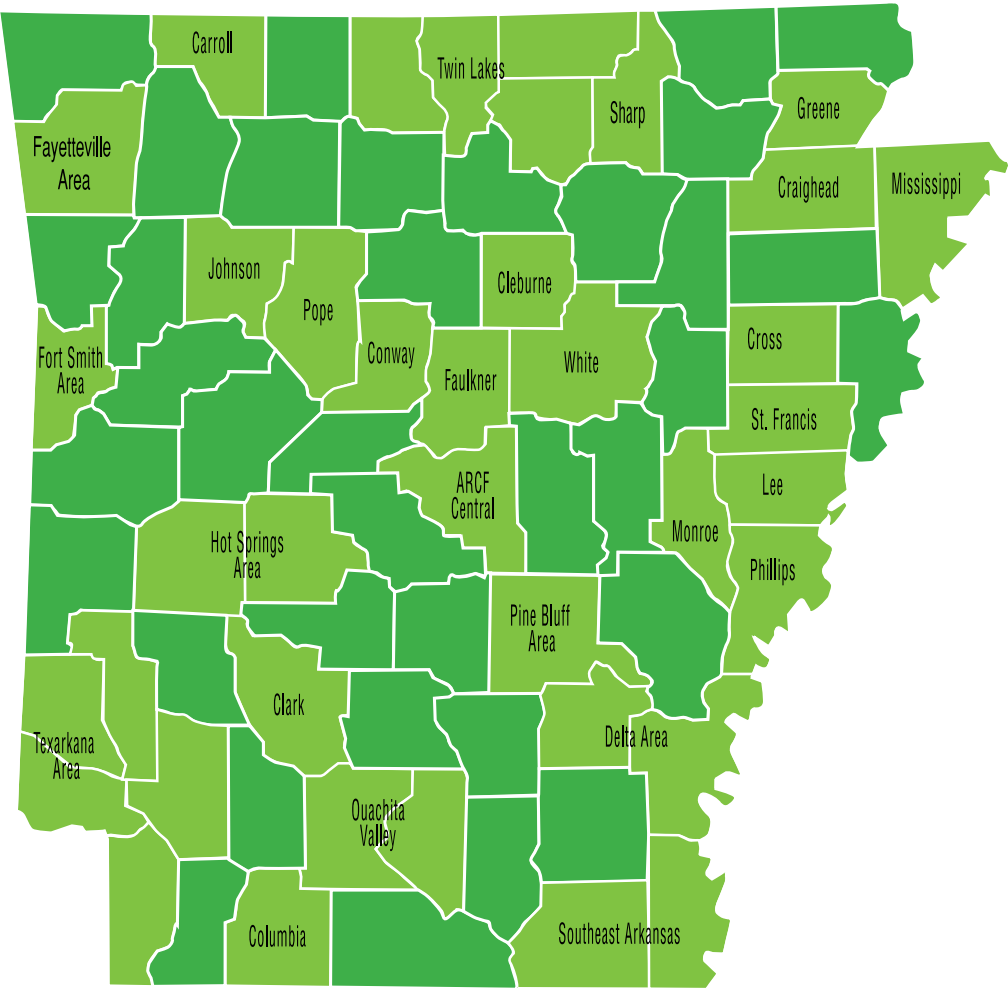 Carroll
Twin Lakes
Sharp
Greene
Fayetteville
Area
Craighead
Mississippi
Johnson
Cleburne
Pope
Fort Smith
Area
Conway
Faulkner
White
Cross
St. Francis
ARCF
Central
Lee
Hot Springs
Area
Monroe
Phillips
Pine Bluff
Area
Clark
Texarkana
Area
Delta Area
Ouachita
Valley
Columbia
Southeast Arkansas